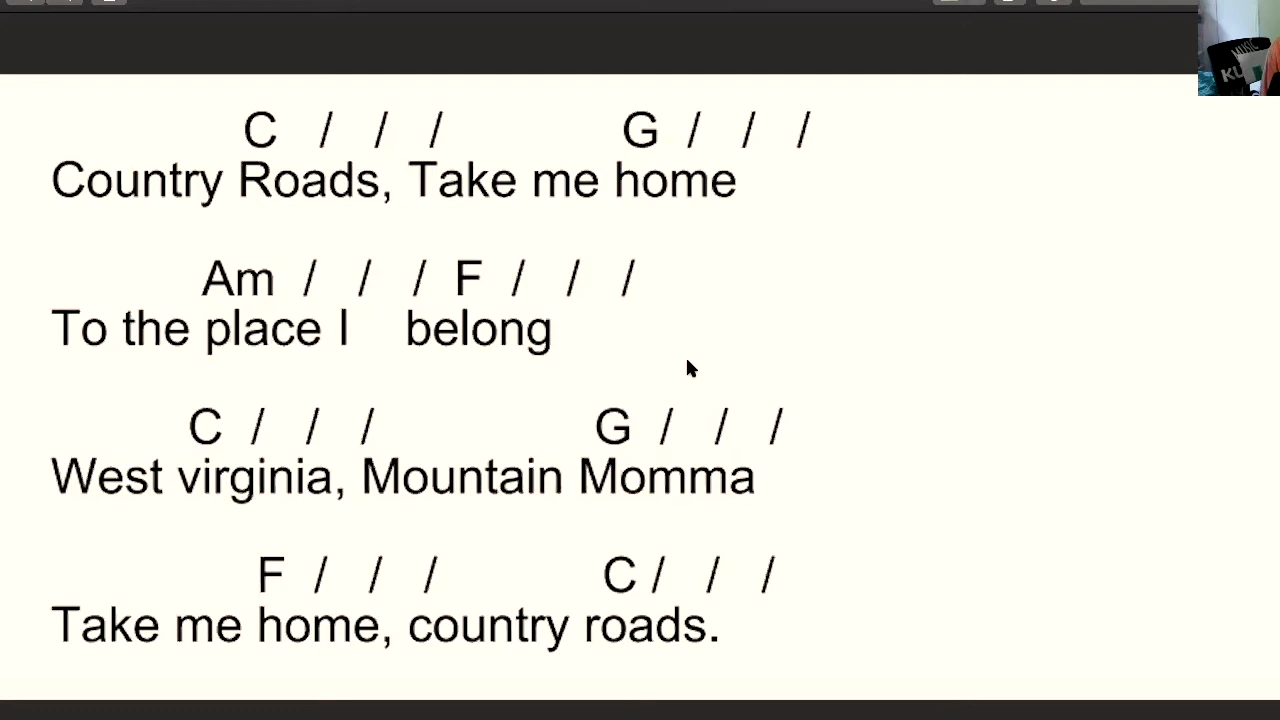 C / / / G / / /
Country Roads, Take me home
Am / / / F / / /
To the place I belong
C / / / G / / /
West virginia, Mountain Momma
F / / / C / / /
Take me home, country roads.
MUSIC